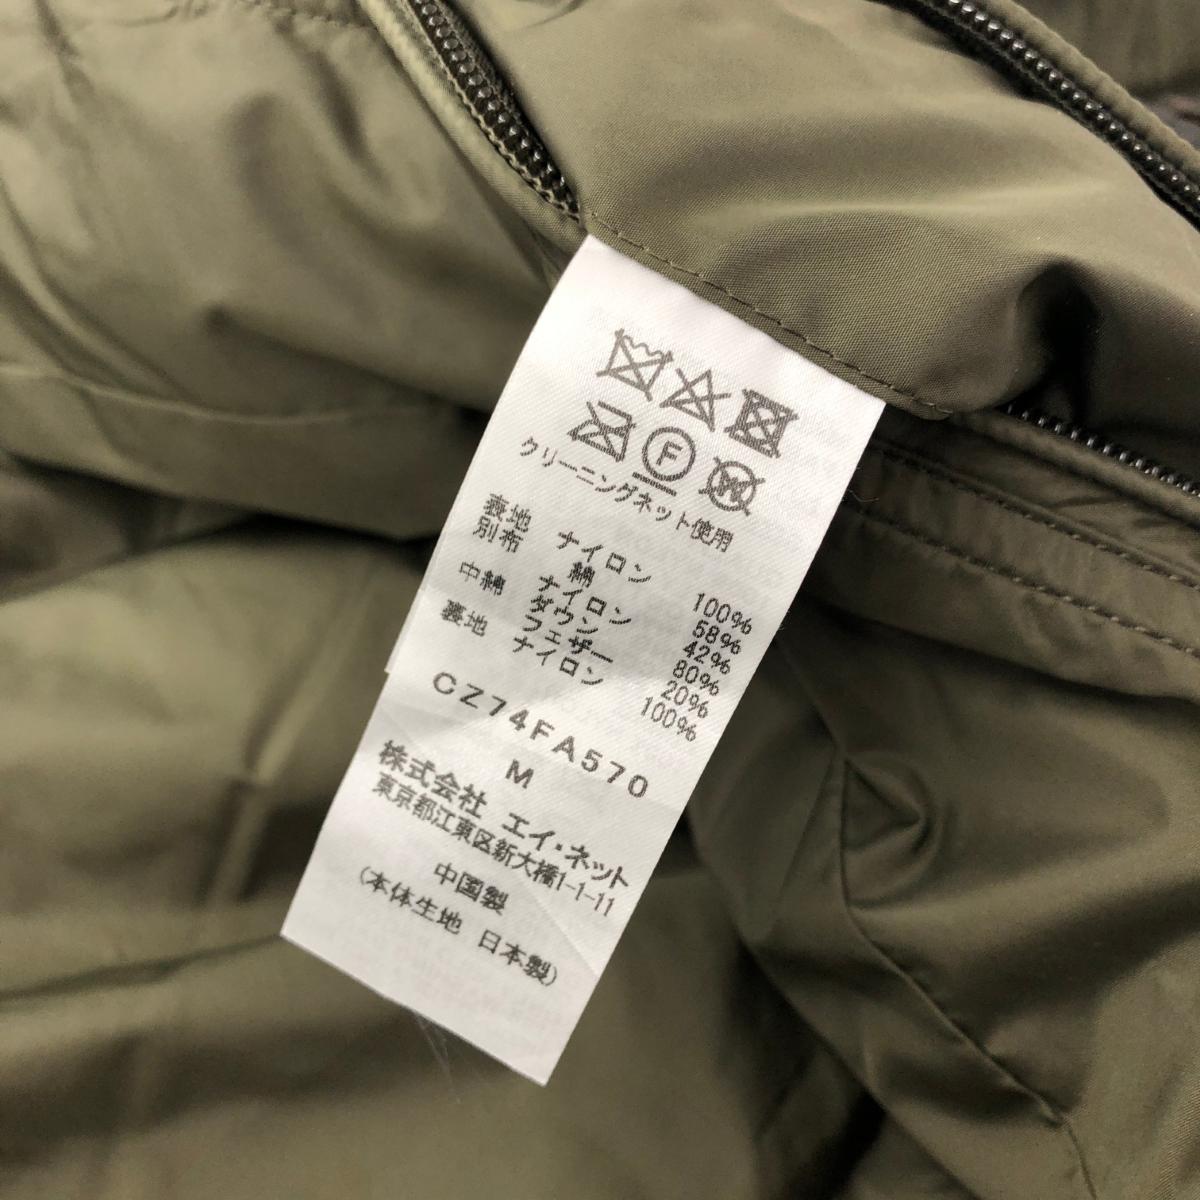 F
W
クリーニングネット使用
表地 ナイロン 100%
別布 綿 58%
ナイロン 42%
中綿 ダウン 80%
フェザー 20%
裏地 ナイロン 100%
CZ74FA570
M
株式会社 エイ・ネット
東京都江東区新大橋1-1-11
中国製
(本体生地 日本製)